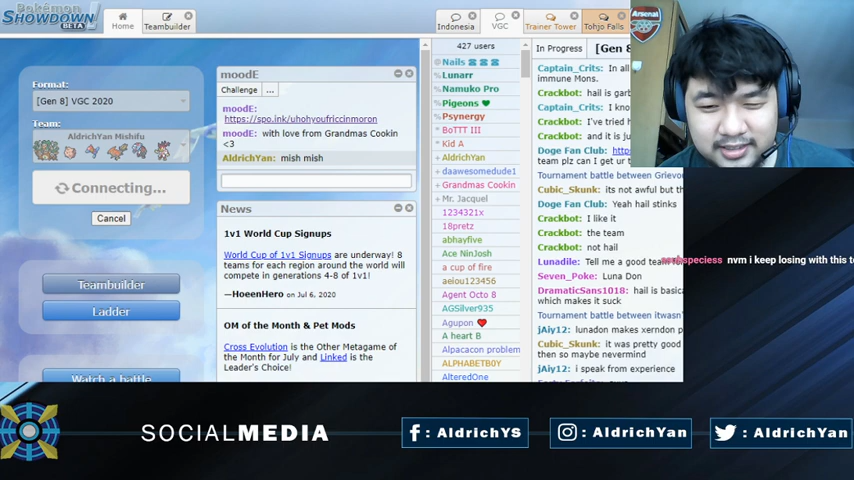 Pokémon
SHOWDOWN
BETA
Home
Teambuilder
Indonesia
VGC
Trainer Tower
Tohjo Falls
Arsenal
Format:
[Gen 8] VGC 2020
Team:
AldrichYan Mishifu
Connecting...
Cancel
Teambuilder
Ladder
Watch a battle
moodE
Challenge
...
moodE:
https://spo.ink/uhohyoufriccinmoron
moodE: with love from Grandmas Cookin
<3
AldrichYan: mish mish
News
1v1 World Cup Signups
World Cup of 1v1 Signups are underway! 8
teams for each region around the world will
compete in generations 4-8 of 1v1!
—HoeenHero on Jul 6, 2020
OM of the Month & Pet Mods
Cross Evolution is the Other Metagame of
the Month for July and Linked is the
Leader's Choice!
427 users
@Nails
%Lunarr
%Namuko Pro
%Pigeons
%Psynergy
*BoTTT III
*Kid A
+AldrichYan
+daawesomedude1
+Grandmas Cookin
+Mr. Jacquel
1234321x
18pretz
abhayfive
Ace NinJosh
a cup of fire
aeiou123456
Agent Octo 8
AGSilver935
Agupon
A heart B
Alpacacon problem
ALPHABETB0Y
AlteredOne
In Progress
[Gen 8
Captain_Crits: In all
immune Mons.
Crackbot: hail is garb
Captain_Crits: I know
Crackbot: I've tried h
Crackbot: and it is ju
Doge Fan Club: https
team plz can I get ur t
Tournament battle between Grievou
Cubic_Skunk: its not awful but th
Doge Fan Club: Yeah hail stinks
Crackbot: I like it
Crackbot: the team
Crackbot: not hail
Lunadile: Tell me a good team
Seven_Poke: Luna Don
DramaticSans1018: hail is basica
which makes it suck
Tournament battle between itwasn'
jAiy12: lunadon makes xerndon p
Cubic_Skunk: it was pretty good
then so maybe nevermind
jAiy12: i speak from experience
nvm i keep losing with this te
SOCIALMEDIA
: AldrichYS
: AldrichYan
: AldrichYan